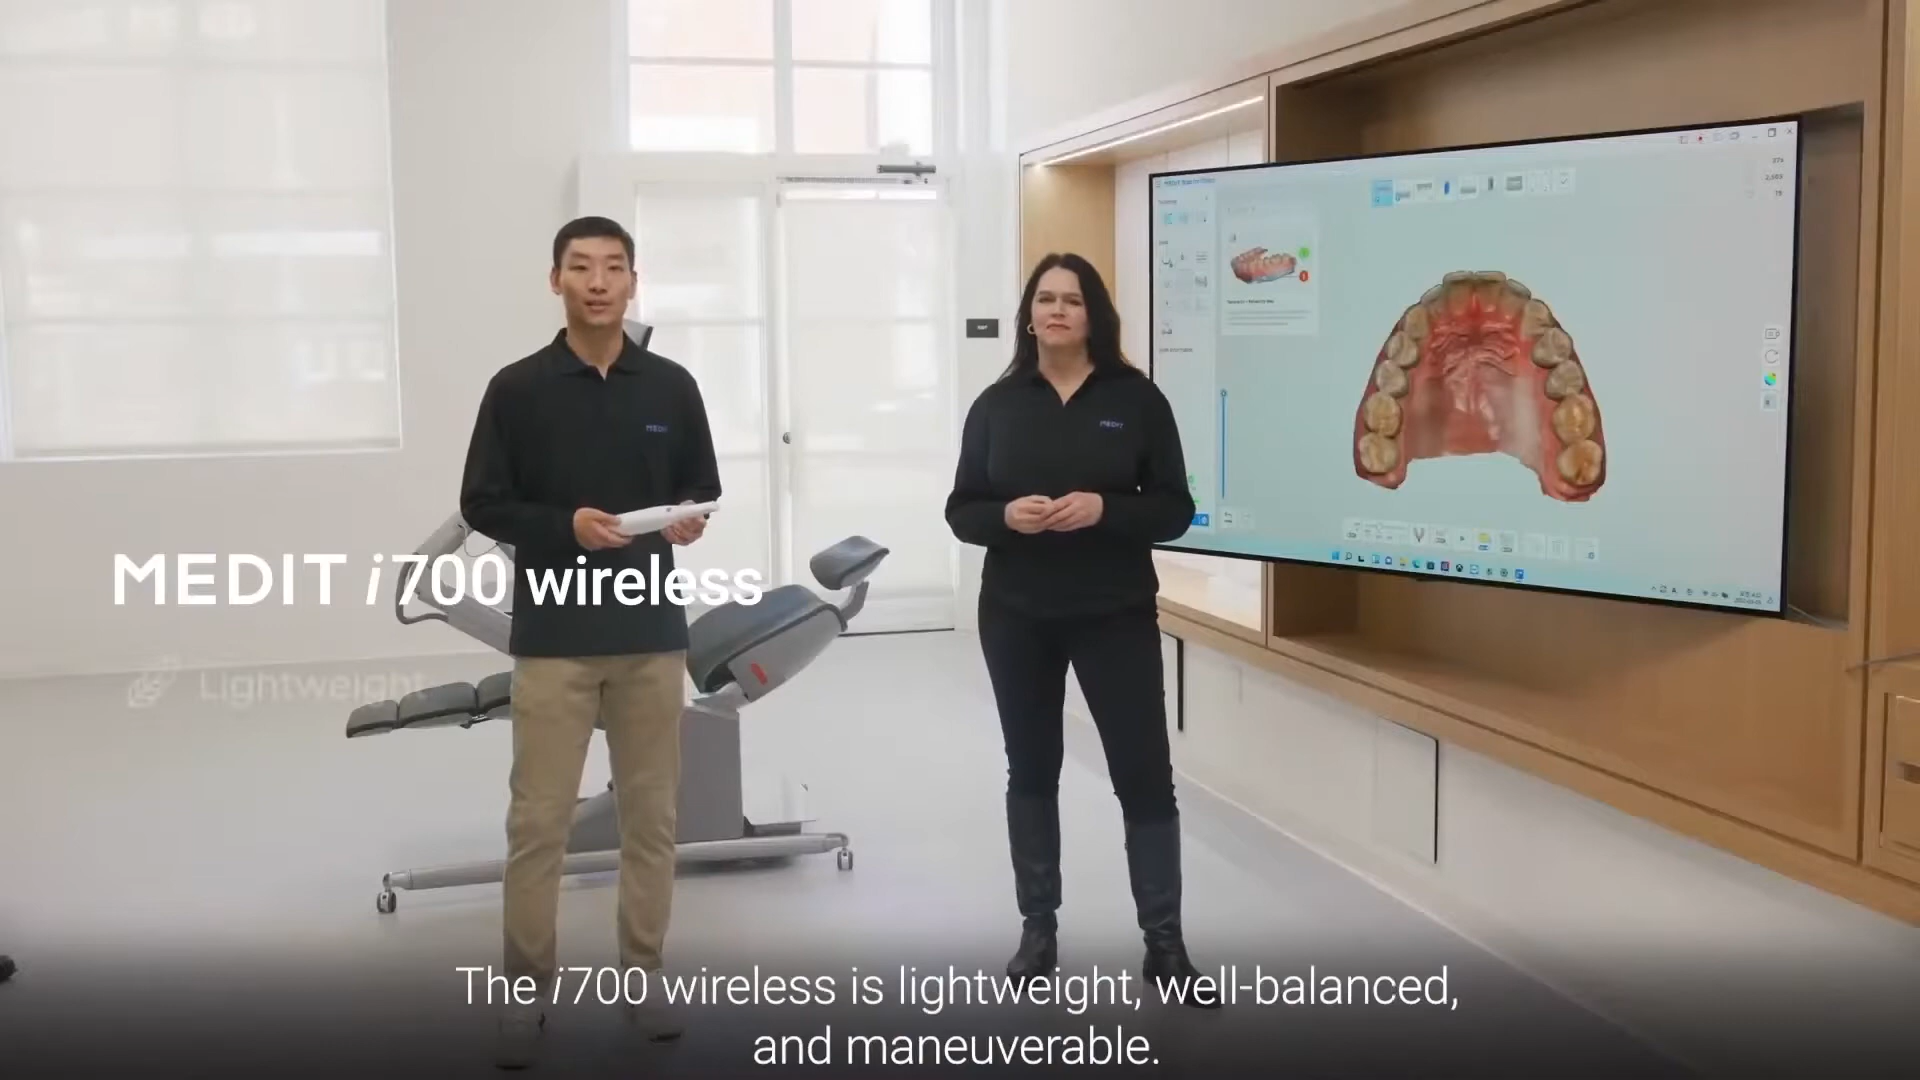 MEDIT
MEDIT
MEDIT i700 wireless
Lightweight
The i700 wireless is lightweight, well-balanced,
and maneuverable.